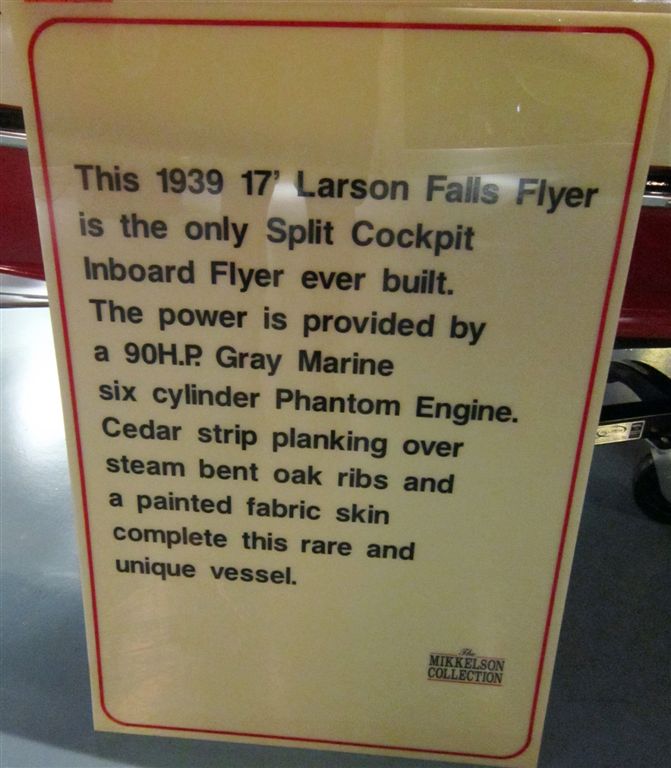 This 1939 17' Larson Falls Flyer
is the only Split Cockpit
Inboard Flyer ever built.
The power is provided by
a 90H.P. Gray Marine
six cylinder Phantom Engine.
Cedar strip planking over
steam bent oak ribs and
a painted fabric skin
complete this rare and
unique vessel.
The
MIKKELSON
COLLECTION